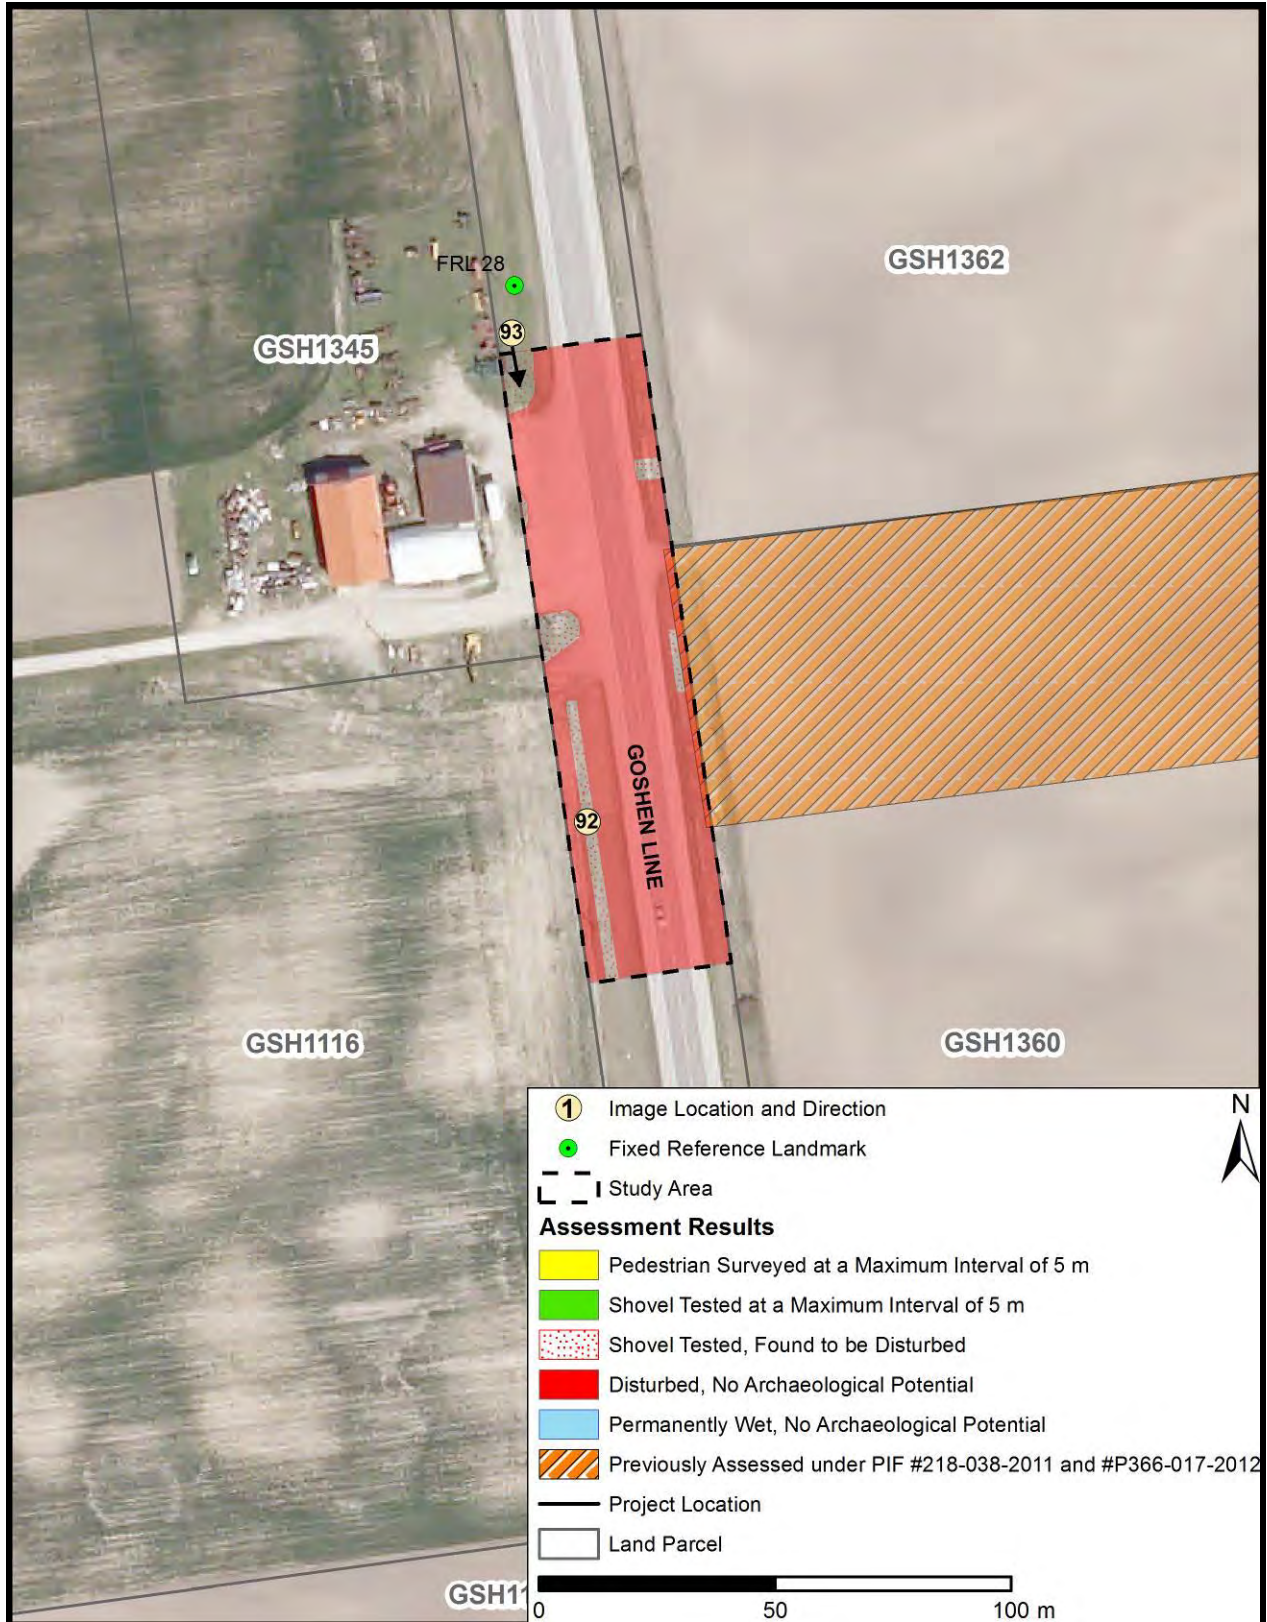 GSH1362
FRL 28
93
GSH1345
GOSHEN LINE
92
GSH1116
GSH1360
GSH11
1 Image Location and Direction
N
Fixed Reference Landmark
Study Area
Assessment Results
Pedestrian Surveyed at a Maximum Interval of 5 m
Shovel Tested at a Maximum Interval of 5 m
Shovel Tested, Found to be Disturbed
Disturbed, No Archaeological Potential
Permanently Wet, No Archaeological Potential
Previously Assessed under PIF #218-038-2011 and #P366-017-2012
Project Location
Land Parcel
0 50 100 m